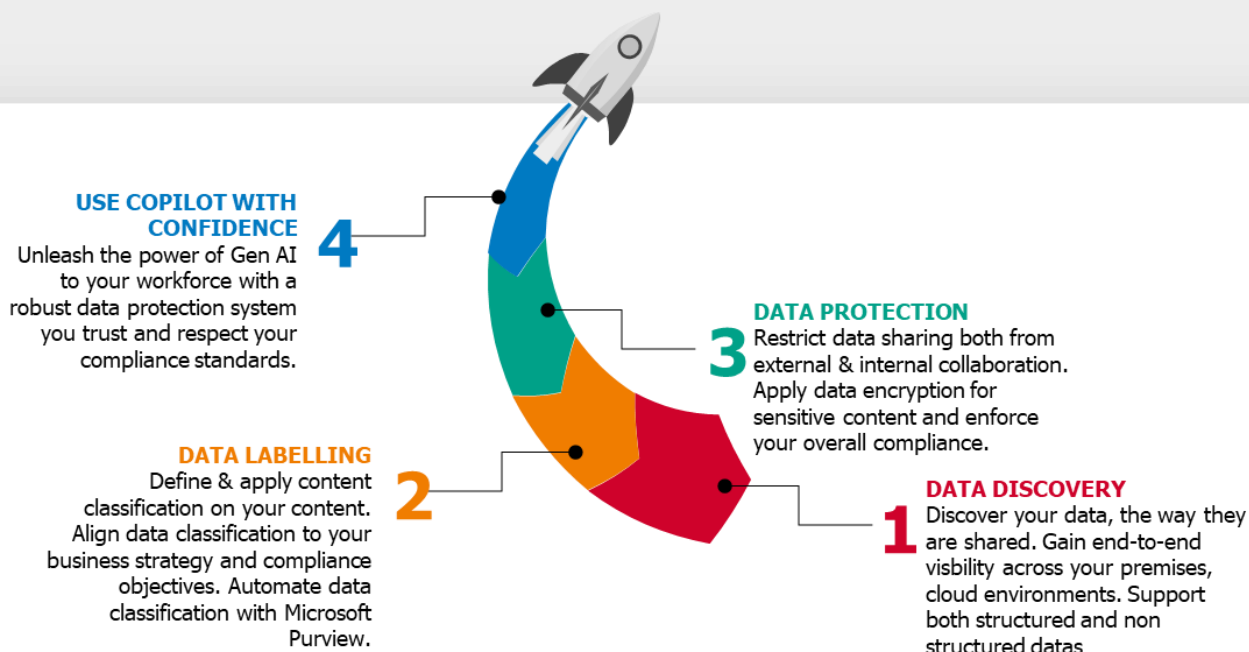 USE COPILOT WITH
CONFIDENCE
4
Unleash the power of Gen AI
to your workforce with a
robust data protection system
you trust and respect your
compliance standards.
DATA PROTECTION
3
Restrict data sharing both from
external & internal collaboration.
Apply data encryption for
sensitive content and enforce
your overall compliance.
DATA LABELLING
2
Define & apply content
classification on your content.
Align data classification to your
business strategy and compliance
objectives. Automate data
classification with Microsoft
Purview.
DATA DISCOVERY
1
Discover your data, the way they
are shared. Gain end-to-end
visbility across your premises,
cloud environments. Support
both structured and non
structured datas